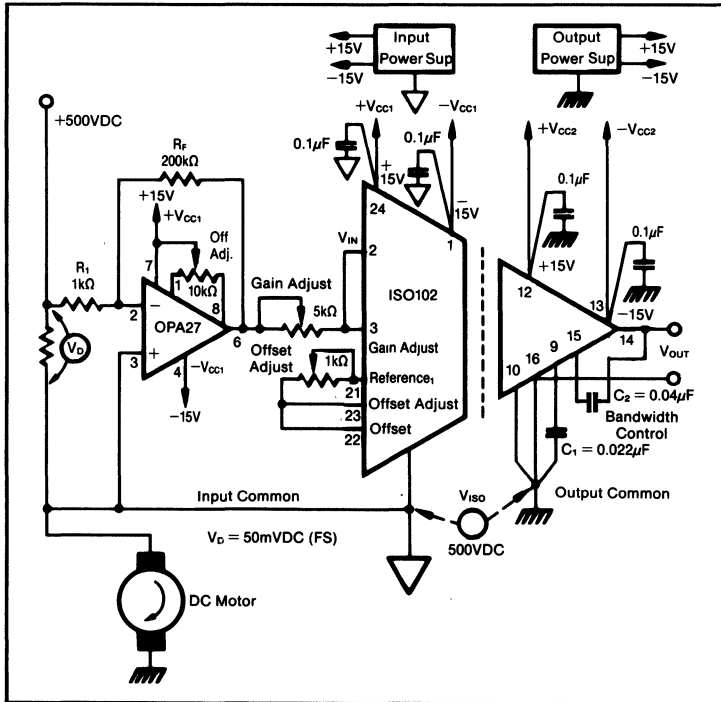 +15V
−15V
Input
Power Sup
Output
Power Sup
+15V
−15V
+500VDC
+VCC1
−VCC1
+VCC2
−VCC2
RF
200kΩ
0.1µF
0.1µF
0.1µF
0.1µF
+
15V
−
15V
+15V
+VCC1
Off
Adj.
10kΩ
24
1
VIN
2
ISO102
R1
1kΩ
7
1
8
2
−
OPA27
6
+
3
4
−VCC1
−15V
VD
Gain Adjust
5kΩ
3
Gain Adjust
Offset
Adjust
1kΩ
Reference1
21
Offset Adjust
23
Offset
22
12
+15V
13
−15V
14
15
10
16
9
VOUT
C2 = 0.04µF
Bandwidth
Control
C1 = 0.022µF
Input Common
VISO
500VDC
Output Common
VD = 50mVDC (FS)
DC Motor